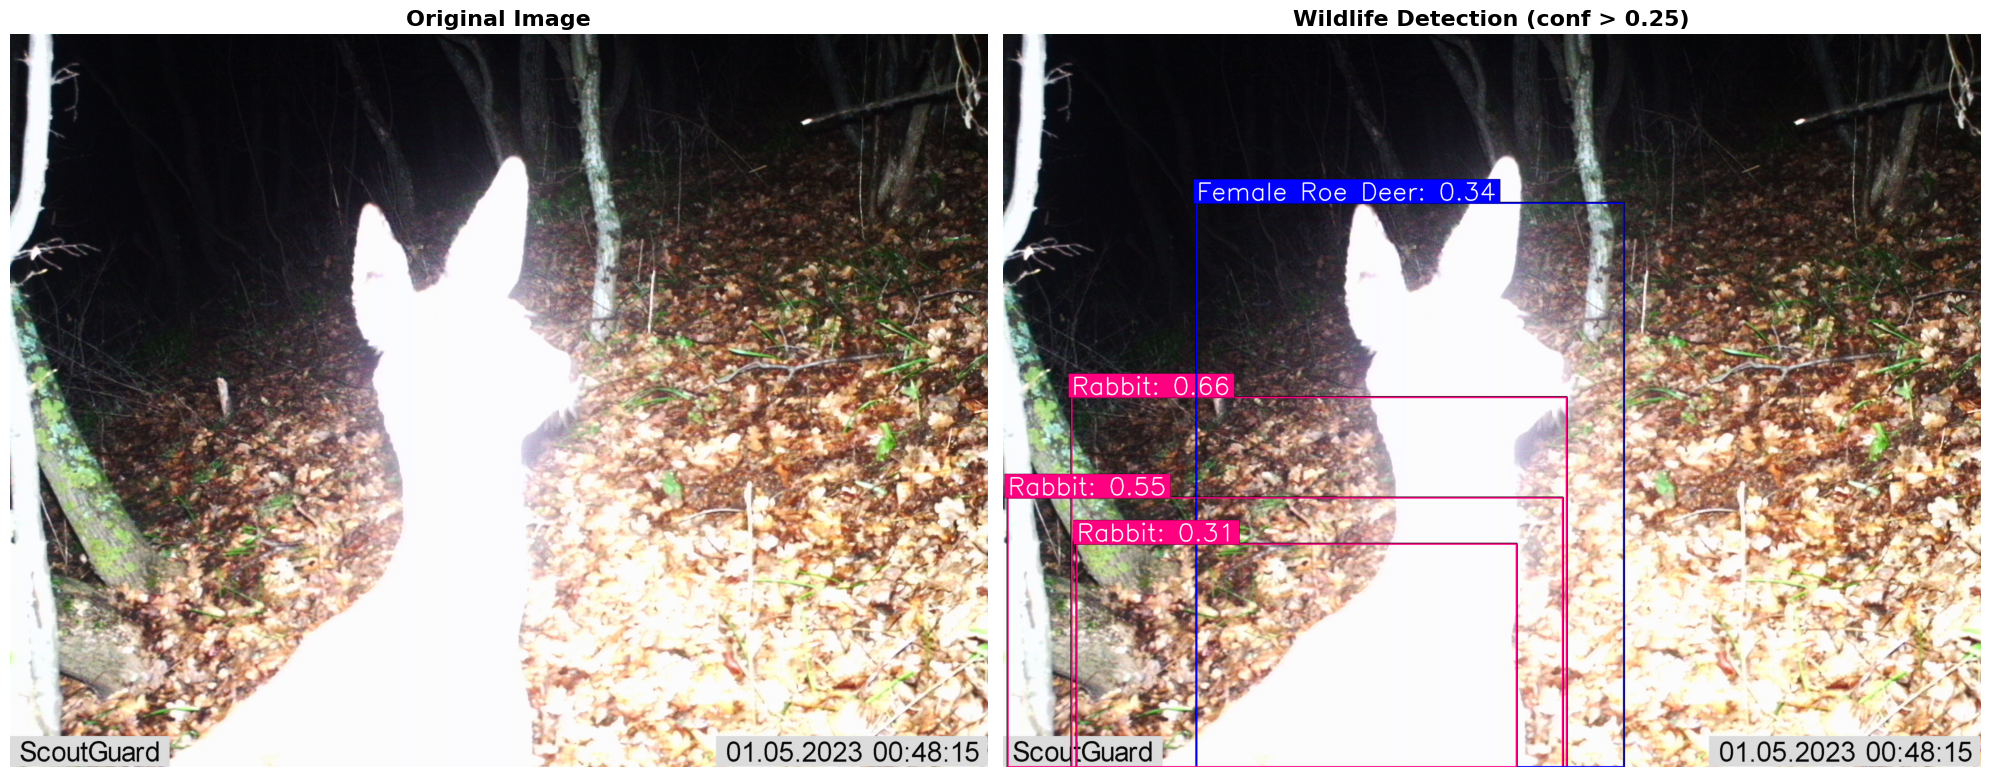 Original Image
ScoutGuard 01.05.2023 00:48:15
Wildlife Detection (conf > 0.25)
Female Roe Deer: 0.34
Rabbit: 0.66
Rabbit: 0.55
Rabbit: 0.31
ScoutGuard 01.05.2023 00:48:15